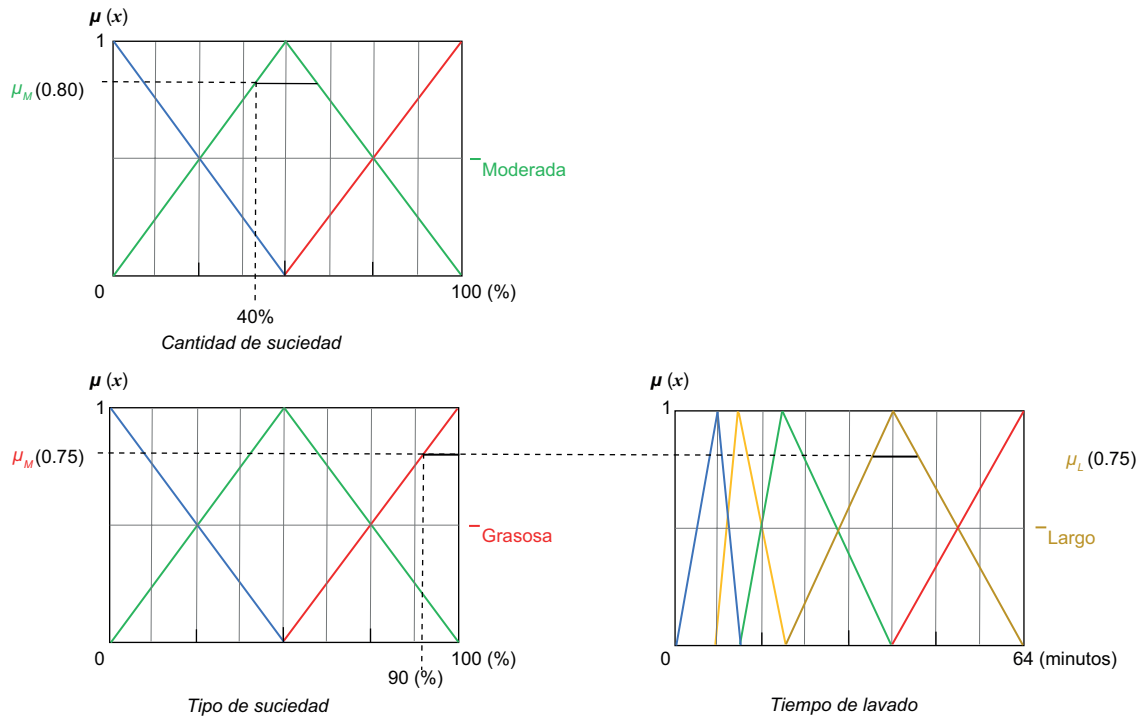 μ (x)
1
μM (0.80)
Moderada
0
100 (%)
40%
Cantidad de suciedad
μ (x)
1
μM (0.75)
Grasosa
0
100 (%)
90 (%)
Tipo de suciedad
μ (x)
1
μL (0.75)
Largo
0
64 (minutos)
Tiempo de lavado